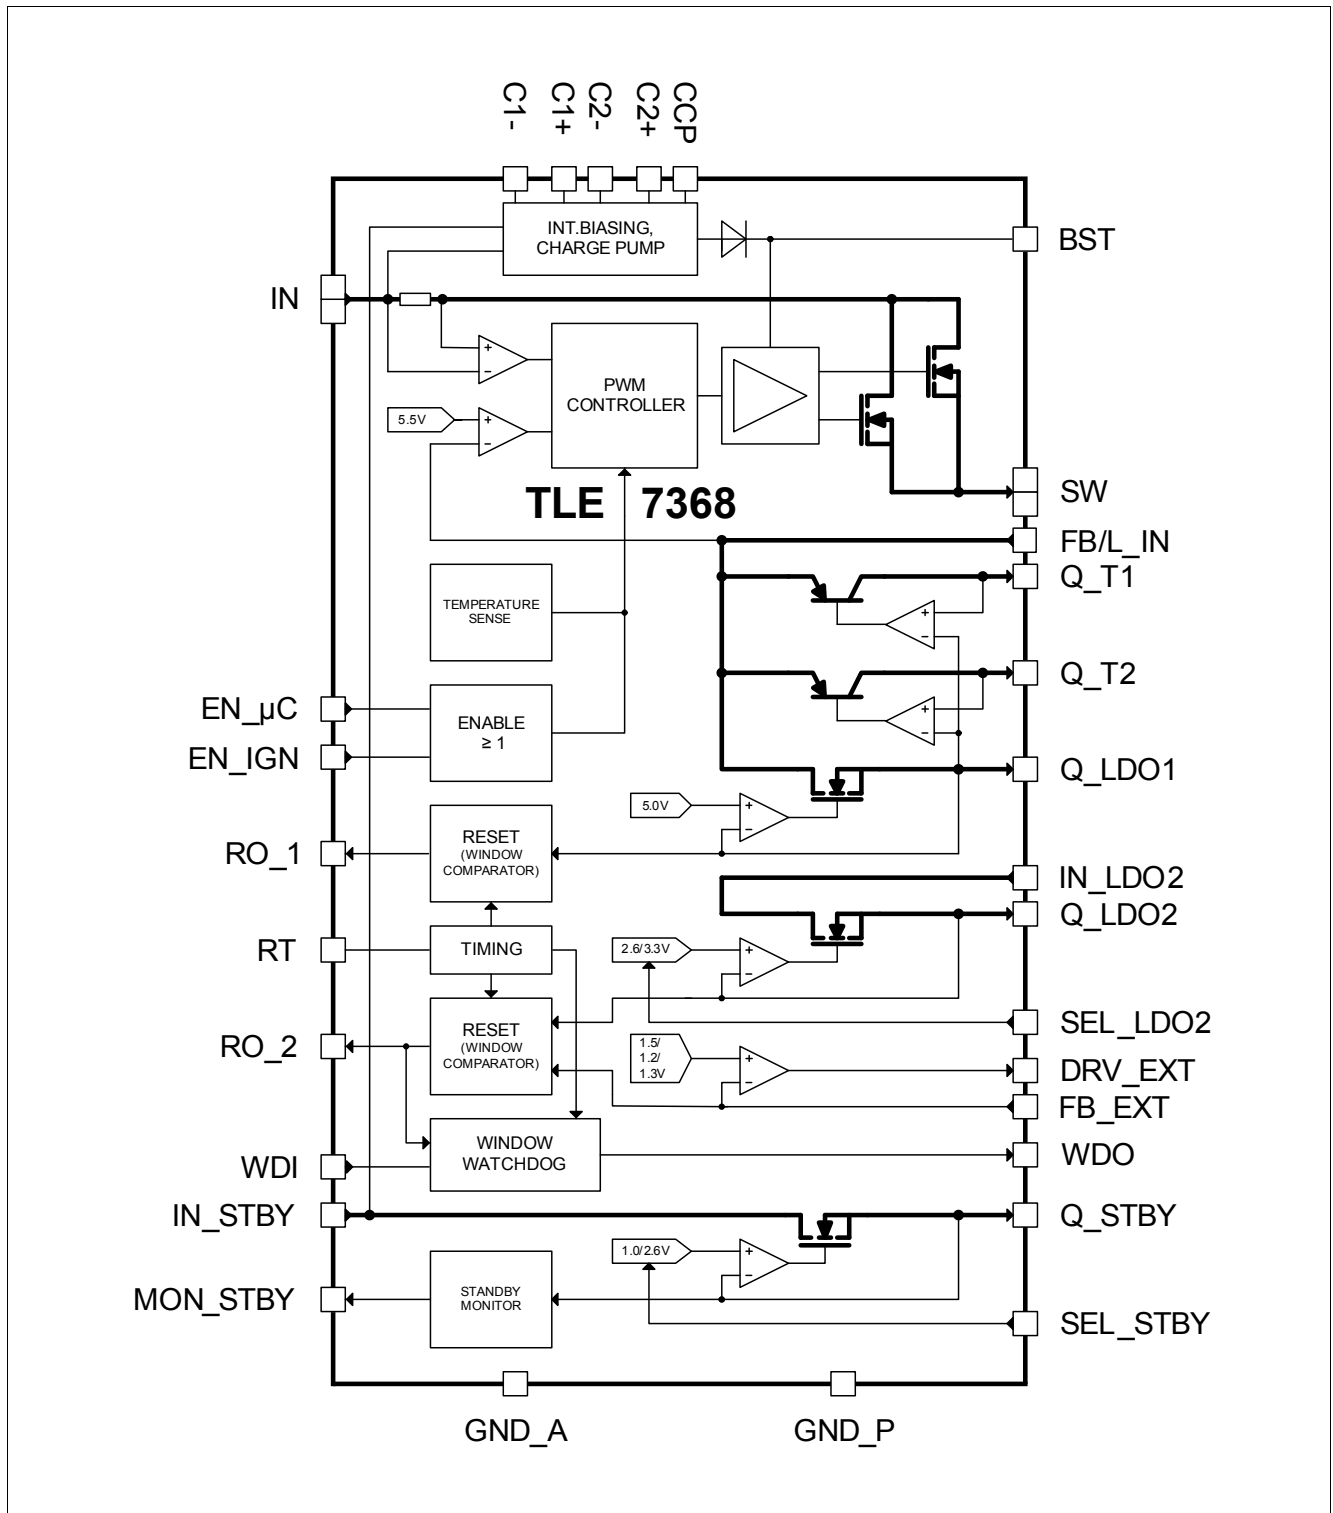 C1-
C1+
C2-
C2+
CCP
INT.BIASING,
CHARGE PUMP
BST
IN
+
−
PWM
CONTROLLER
5.5V
+
−
TLE 7368
SW
FB/L_IN
Q_T1
TEMPERATURE
SENSE
+
−
Q_T2
EN_µC
ENABLE
≥ 1
+
−
EN_IGN
Q_LDO1
5.0V
+
−
RESET
(WINDOW
COMPARATOR)
RO_1
IN_LDO2
Q_LDO2
RT
TIMING
2.6/3.3V
+
−
SEL_LDO2
RESET
(WINDOW
COMPARATOR)
RO_2
1.5/
1.2/
1.3V
+
−
DRV_EXT
FB_EXT
WINDOW
WATCHDOG
WDI
WDO
IN_STBY
Q_STBY
1.0/2.6V
+
−
STANDBY
MONITOR
MON_STBY
SEL_STBY
GND_A
GND_P